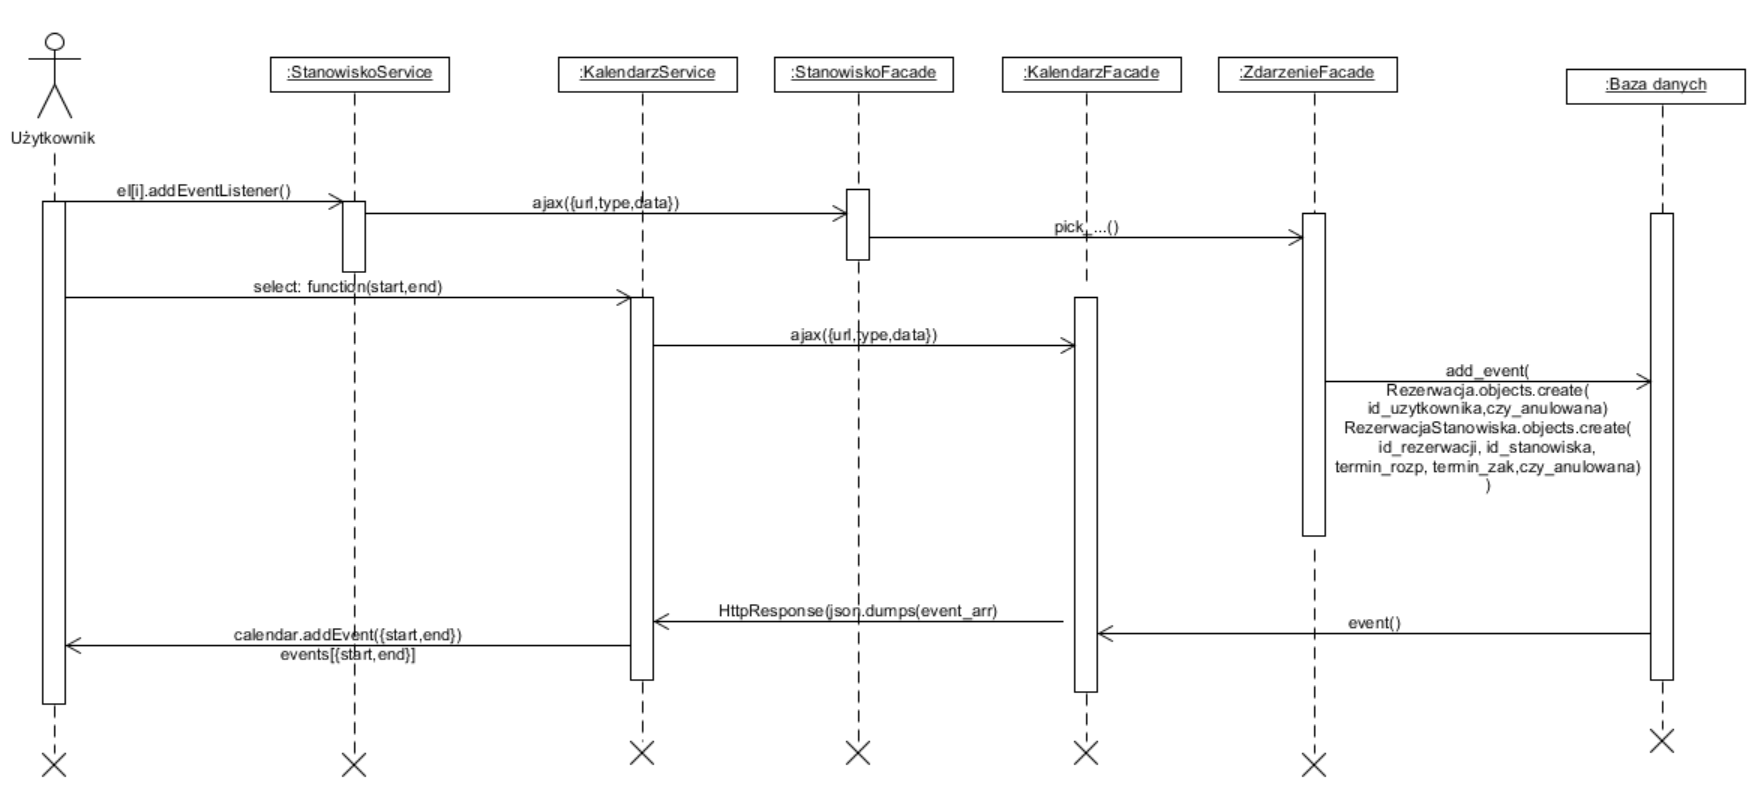 :StanowiskoService
:KalendarzService
:StanowiskoFacade
:KalendarzFacade
:ZdarzenieFacade
:Baza danych
Użytkownik
el[i].addEventListener()
ajax({url,type,data})
pick_...()
select: function(start,end)
ajax({url,type,data})
add_event(
Rezerwacja.objects.create(
id_uzytkownika,czy_anulowana)
RezerwacjaStanowiska.objects.create(
id_rezerwacji, id_stanowiska,
termin_rozp, termin_zak,czy_anulowana)
)
HttpResponse(json.dumps(event_arr)
event()
calendar.addEvent({start,end})
events[{start,end}]